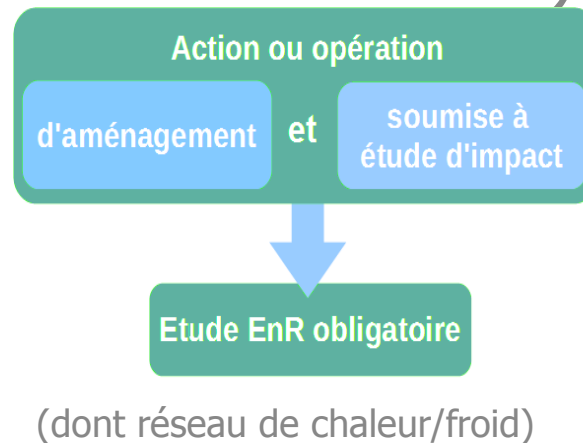 Action ou opération
d'aménagement et soumise à
étude d'impact
Etude EnR obligatoire
(dont réseau de chaleur/froid)